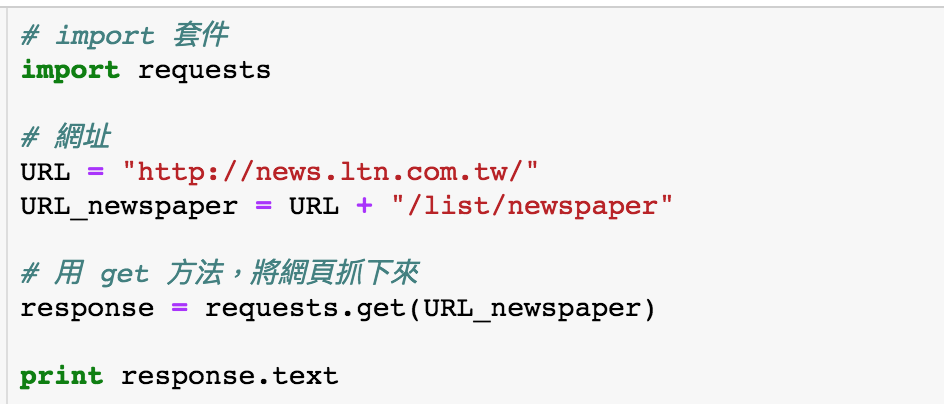 # import 套件
import requests
# 網址
URL = "http://news.ltn.com.tw/"
URL_newspaper = URL + "/list/newspaper"
# 用 get 方法，將網頁抓下來
response = requests.get(URL_newspaper)
print response.text